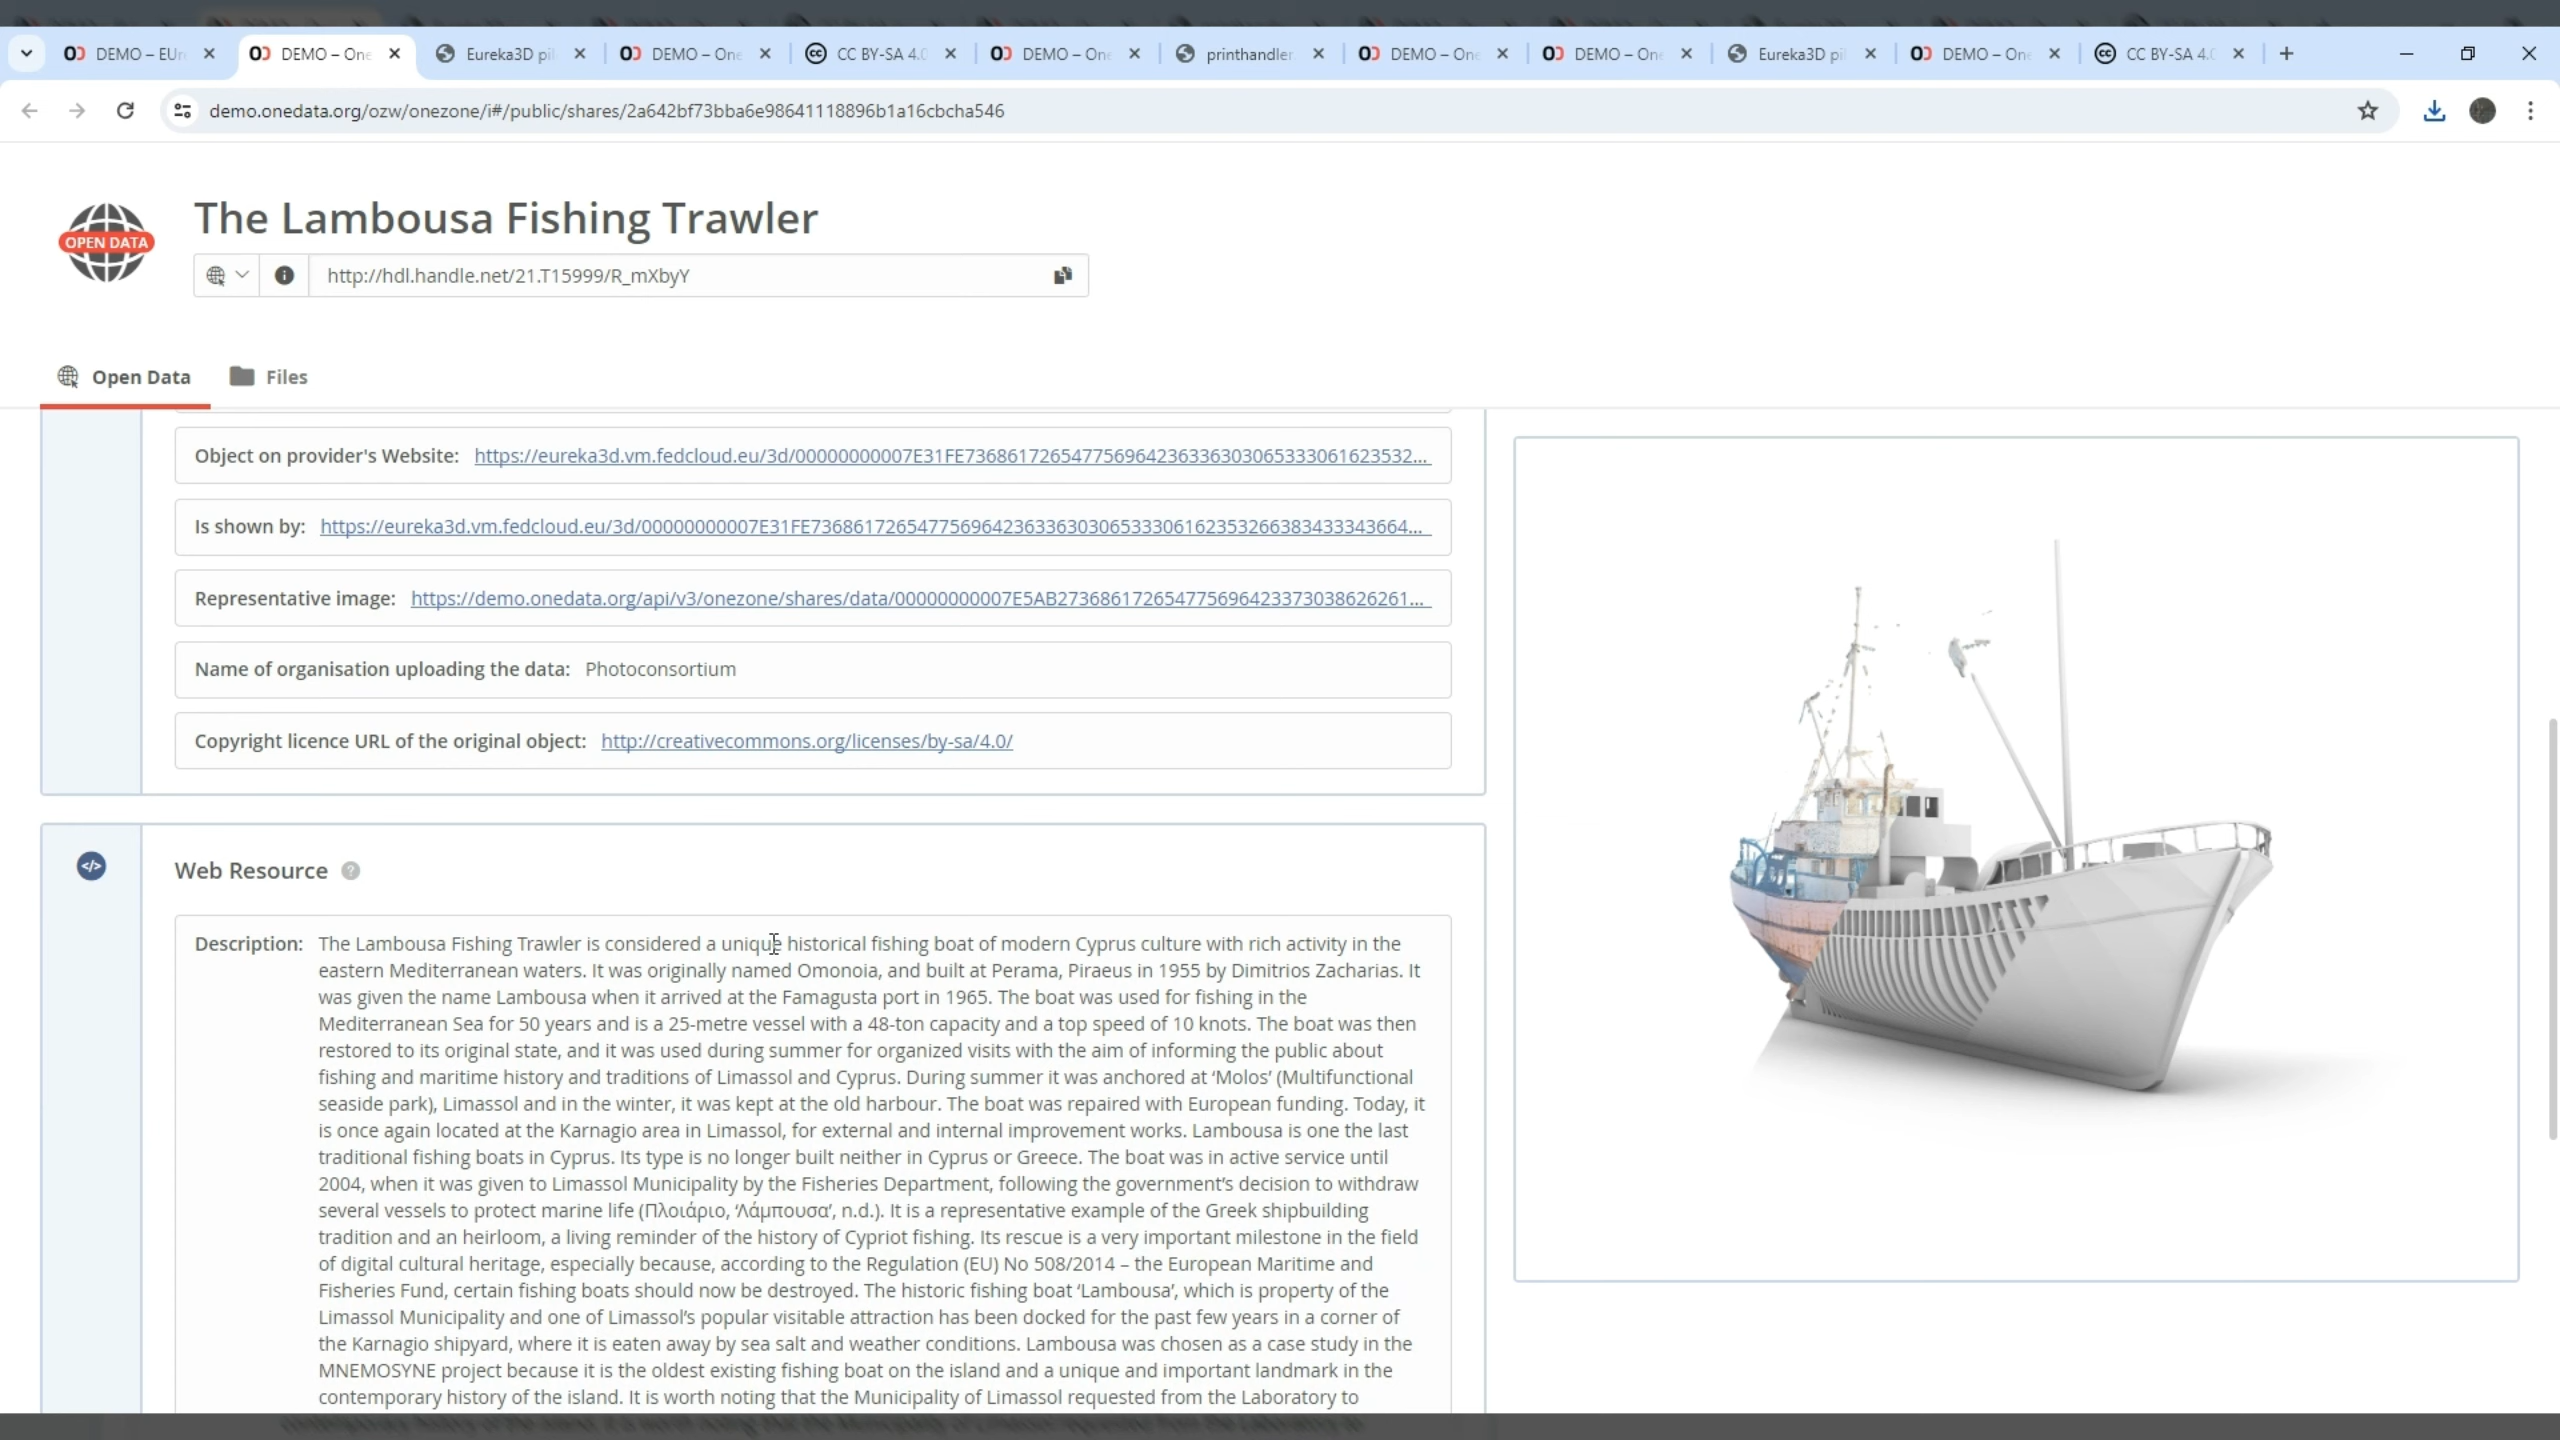 DEMO – EUr
DEMO – One
Eureka3D pil
DEMO – One
CC BY-SA 4.0
DEMO – One
printhandler
DEMO – One
DEMO – One
Eureka3D pil
DEMO – On
CC BY-SA 4.0
demo.onedata.org/ozw/onezone/i#/public/shares/2a642bf73bba6e98641118896b1a16cbcha546
OPEN DATA
The Lambousa Fishing Trawler
http://hdl.handle.net/21.T15999/R_mXbyY
Open Data
Files
Object on provider's Website: https://eureka3d.vm.fedcloud.eu/3d/00000000007E31FE736861726547756964236336303065333061623532...
Is shown by: https://eureka3d.vm.fedcloud.eu/3d/00000000007E31FE736861726547756964236336303065333061623532663834333436​64...
Representative image: https://demo.onedata.org/api/v3/onezone/shares/data/00000000007E5AB27368617265477569642337303862626​1...
Name of organisation uploading the data: Photoconsortium
Copyright licence URL of the original object: http://creativecommons.org/licenses/by-sa/4.0/
</>
Web Resource ?
Description: The Lambousa Fishing Trawler is considered a unique historical fishing boat of modern Cyprus culture with rich activity in the
eastern Mediterranean waters. It was originally named Omonoia, and built at Perama, Piraeus in 1955 by Dimitrios Zacharias. It
was given the name Lambousa when it arrived at the Famagusta port in 1965. The boat was used for fishing in the
Mediterranean Sea for 50 years and is a 25-metre vessel with a 48-ton capacity and a top speed of 10 knots. The boat was then
restored to its original state, and it was used during summer for organized visits with the aim of informing the public about
fishing and maritime history and traditions of Limassol and Cyprus. During summer it was anchored at ‘Molos’ (Multifunctional
seaside park), Limassol and in the winter, it was kept at the old harbour. The boat was repaired with European funding. Today, it
is once again located at the Karnagio area in Limassol, for external and internal improvement works. Lambousa is one the last
traditional fishing boats in Cyprus. Its type is no longer built neither in Cyprus or Greece. The boat was in active service until
2004, when it was given to Limassol Municipality by the Fisheries Department, following the government’s decision to withdraw
several vessels to protect marine life (Πλοιάριο, ‘Λάμπουσα’, n.d.). It is a representative example of the Greek shipbuilding
tradition and an heirloom, a living reminder of the history of Cypriot fishing. Its rescue is a very important milestone in the field
of digital cultural heritage, especially because, according to the Regulation (EU) No 508/2014 – the European Maritime and
Fisheries Fund, certain fishing boats should now be destroyed. The historic fishing boat ‘Lambousa’, which is property of the
Limassol Municipality and one of Limassol’s popular visitable attraction has been docked for the past few years in a corner of
the Karnagio shipyard, where it is eaten away by sea salt and weather conditions. Lambousa was chosen as a case study in the
MNEMOSYNE project because it is the oldest existing fishing boat on the island and a unique and important landmark in the
contemporary history of the island. It is worth noting that the Municipality of Limassol requested from the Laboratory to